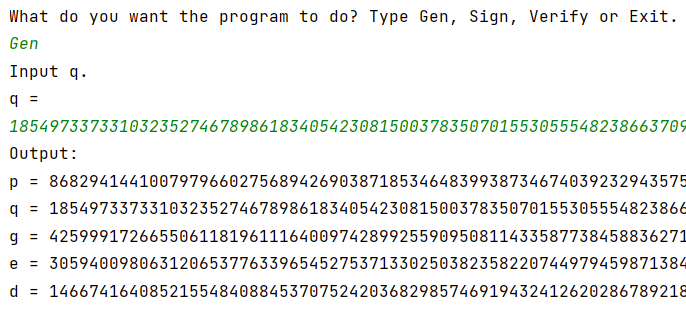 What do you want the program to do? Type Gen, Sign, Verify or Exit.
Gen
Input q.
q =
18549733733103235274678986183405423081500378350701553055548238663709
Output:
p = 8682941441007979660275689426903871853464839938734674039232943575
q = 1854973373310323527467898618340542308150037835070155305554823866
g = 4259991726655061181961116400974289925590950811433587738458836271
e = 3059400980631206537763396545275371330250382358220744979459871384
d = 1466741640852155484088453707524203682985746919432412620286789218